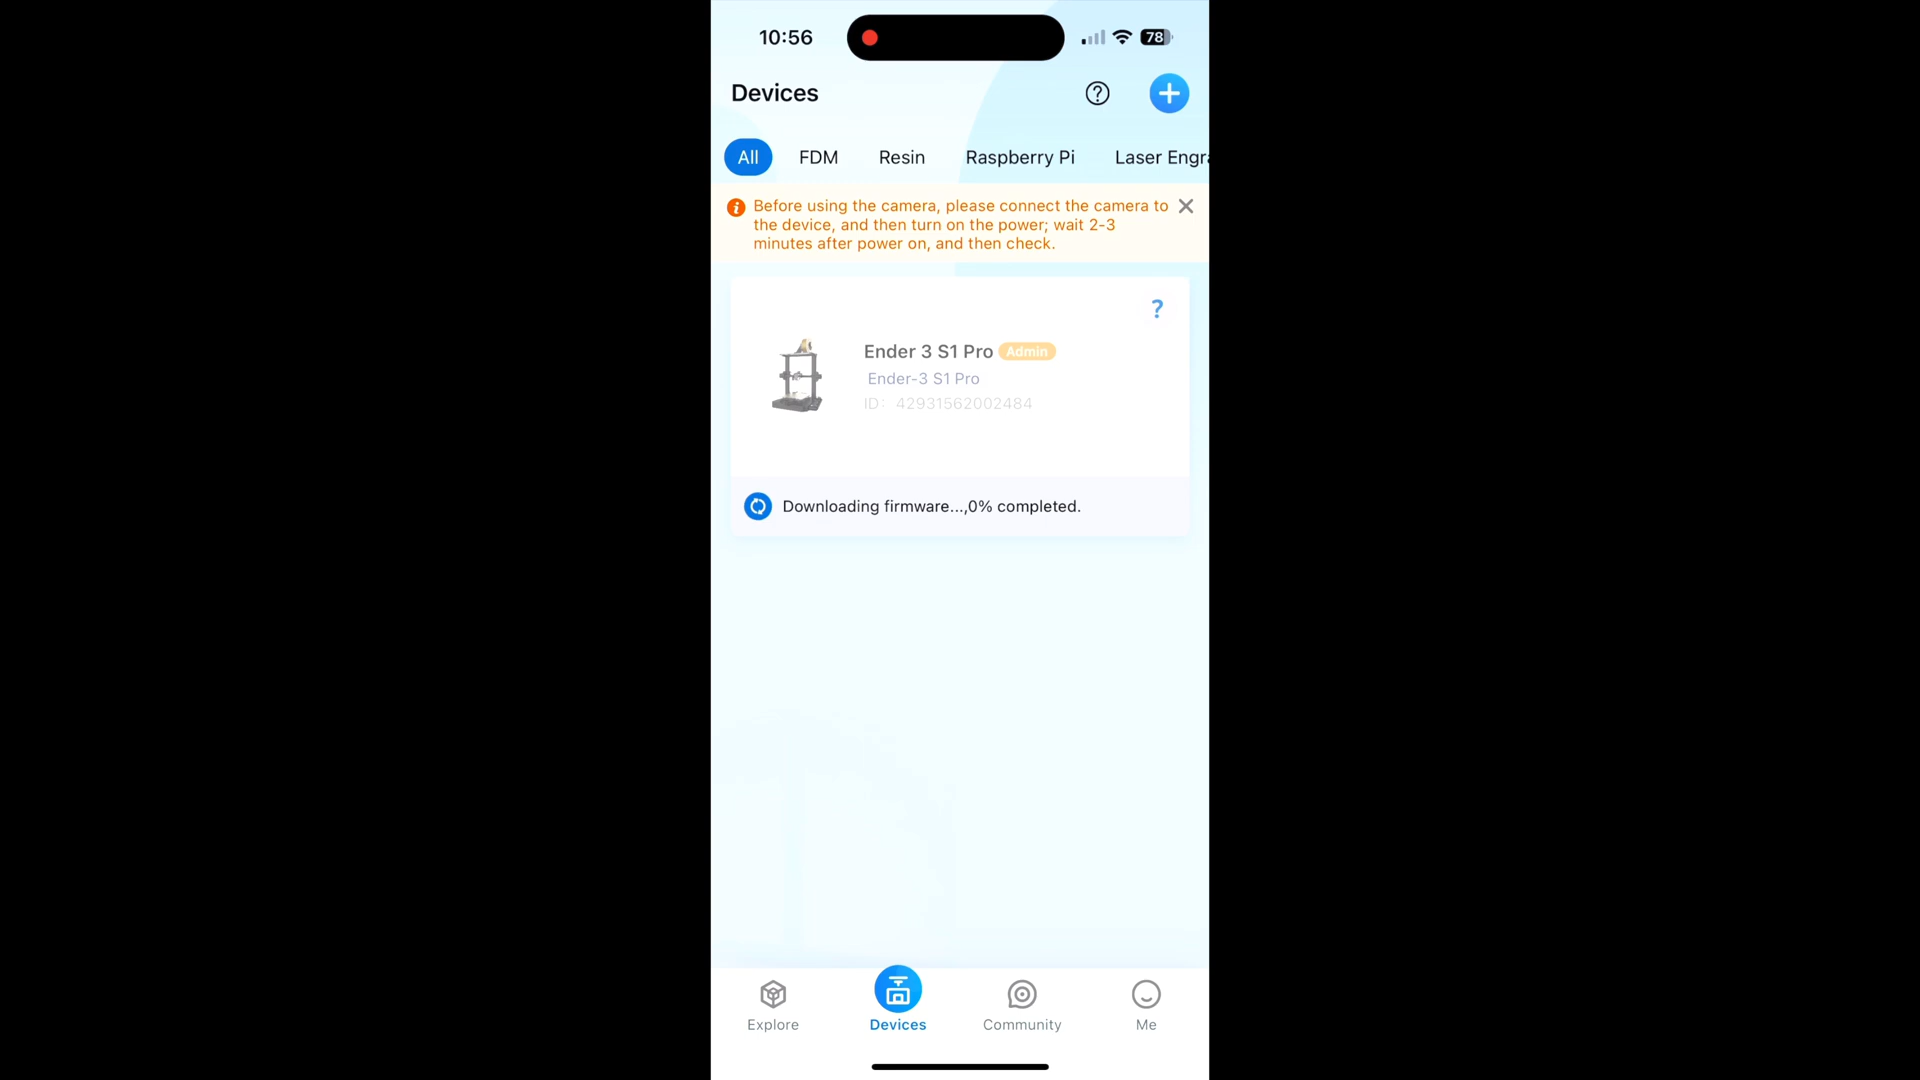 10:56
78
Devices
All FDM Resin Raspberry Pi Laser Engra
Before using the camera, please connect the camera to
the device, and then turn on the power; wait 2-3
minutes after power on, and then check.
?
Ender 3 S1 Pro Admin
Ender-3 S1 Pro
ID: 42931562002484
Downloading firmware...,0% completed.
Explore Devices Community Me